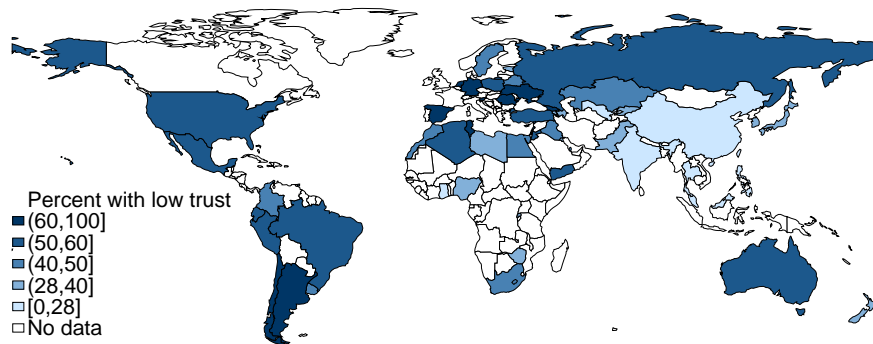 Percent with low trust
(60,100]
(50,60]
(40,50]
(28,40]
[0,28]
No data